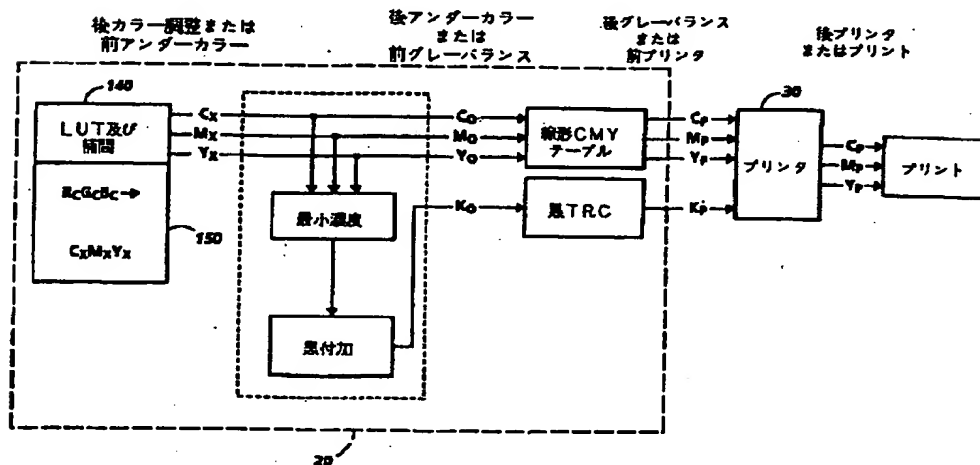 後カラー調整または
前アンダーカラー
後アンダーカラー
または
前グレーバランス
後グレーバランス
または
前プリンタ
後プリンタ
またはプリント
140
LUT及び
補間
RCGCBC→
CXMXYX
150
CX
MX
YX
最小濃度
黒付加
CO
MO
YO
KO
線形CMY
テーブル
黒TRC
CP
MP
YP
KP
30
プリンタ
CP
MP
YP
プリント
20